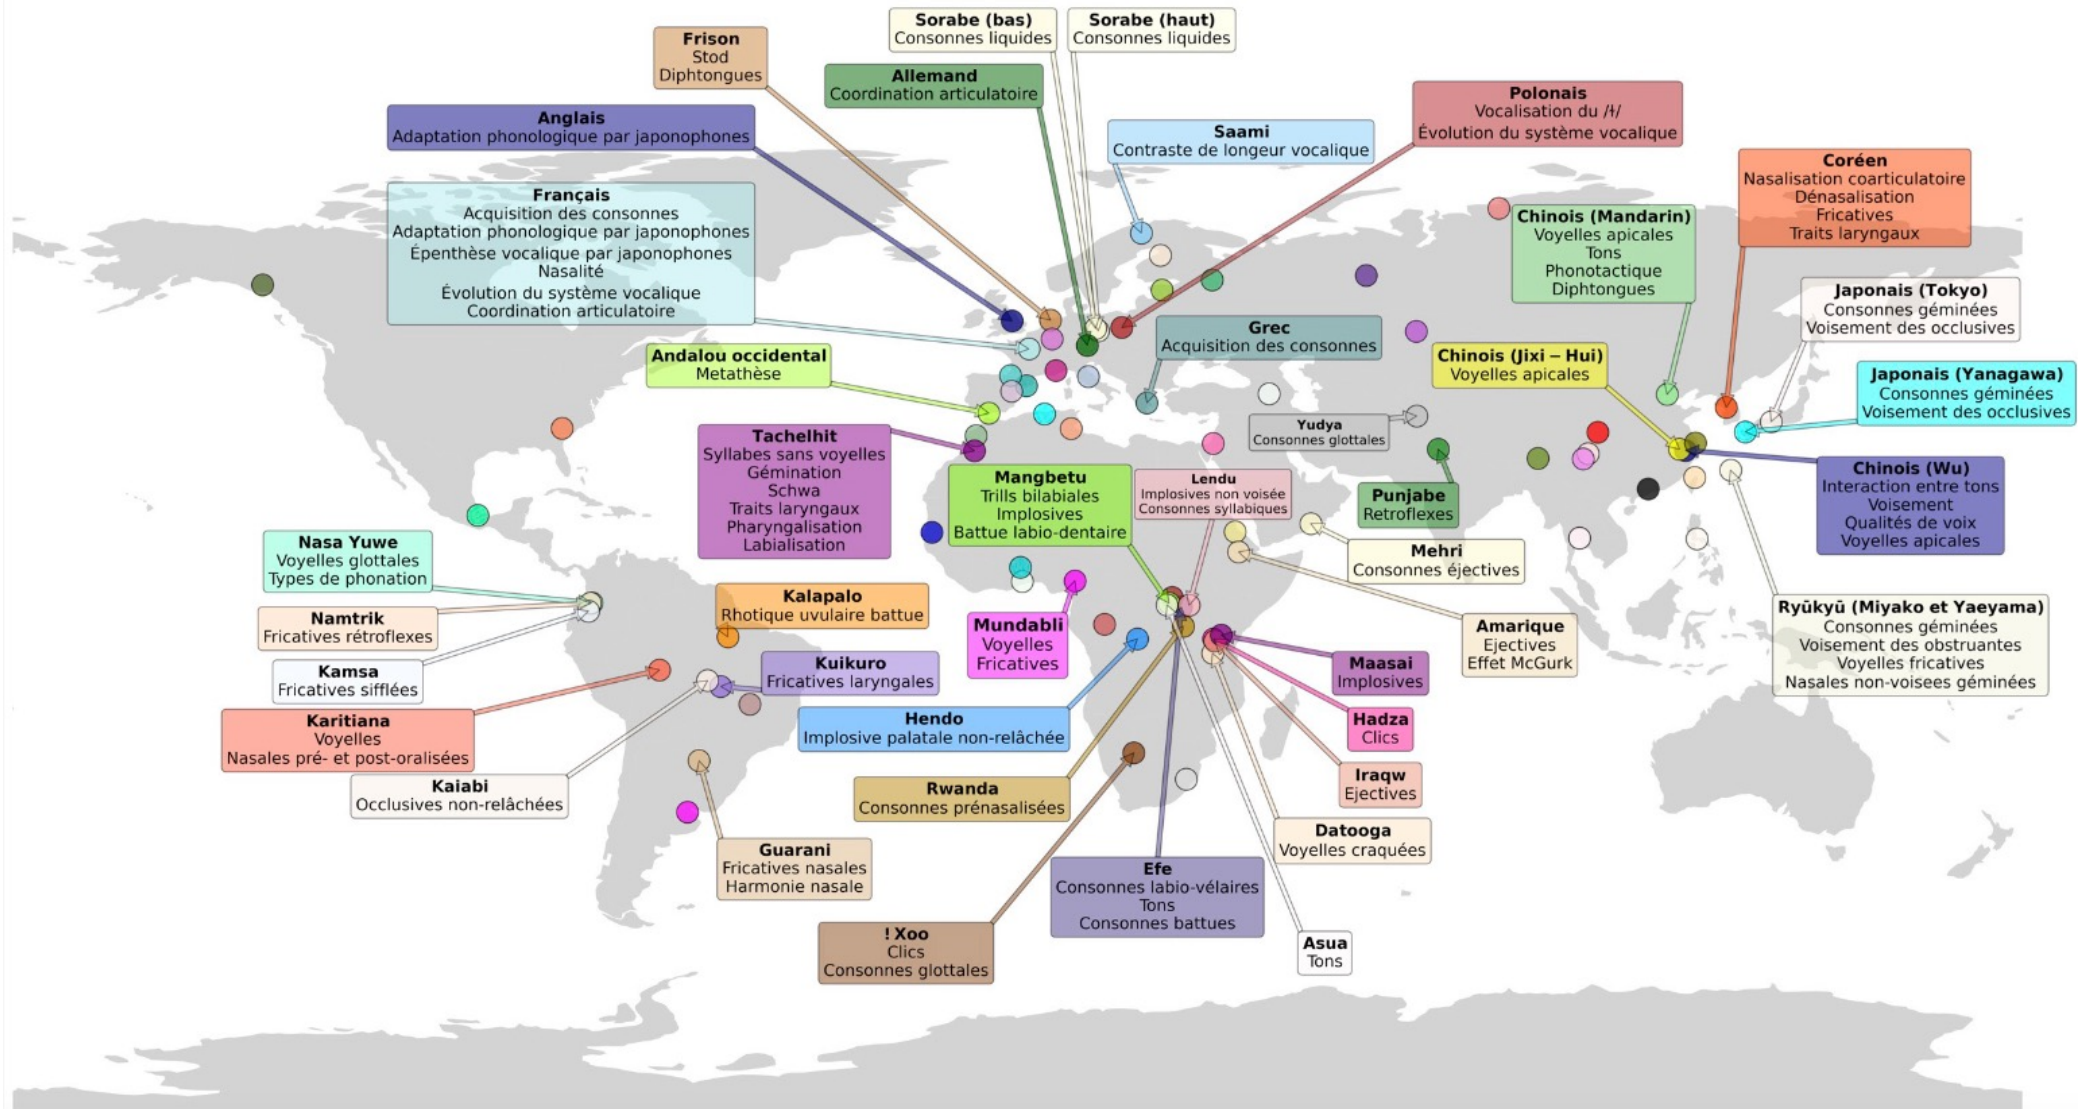 Sorabe (bas)
Consonnes liquides
Sorabe (haut)
Consonnes liquides
Frison
Stod
Diphtongues
Allemand
Coordination articulatoire
Polonais
Vocalisation du /ɫ/
Évolution du système vocalique
Anglais
Adaptation phonologique par japonophones
Saami
Contraste de longeur vocalique
Coréen
Nasalisation coarticulatoire
Dénasalisation
Fricatives
Traits laryngaux
Français
Acquisition des consonnes
Adaptation phonologique par japonophones
Épenthèse vocalique par japonophones
Nasalité
Évolution du système vocalique
Coordination articulatoire
Chinois (Mandarin)
Voyelles apicales
Tons
Phonotactique
Diphtongues
Japonais (Tokyo)
Consonnes géminées
Voisement des occlusives
Grec
Acquisition des consonnes
Andalou occidental
Metathèse
Chinois (Jixi – Hui)
Voyelles apicales
Japonais (Yanagawa)
Consonnes géminées
Voisement des occlusives
Yudya
Consonnes glottales
Tachelhit
Syllabes sans voyelles
Gémination
Schwa
Traits laryngaux
Pharyngalisation
Labialisation
Mangbetu
Trills bilabiales
Implosives
Battue labio-dentaire
Lendu
Implosives non voisée
Consonnes syllabiques
Punjabe
Retroflexes
Chinois (Wu)
Interaction entre tons
Voisement
Qualités de voix
Voyelles apicales
Nasa Yuwe
Voyelles glottales
Types de phonation
Mehri
Consonnes éjectives
Kalapalo
Rhotique uvulaire battue
Namtrik
Fricatives rétroflexes
Mundabli
Voyelles
Fricatives
Amarique
Ejectives
Effet McGurk
Ryūkyū (Miyako et Yaeyama)
Consonnes géminées
Voisement des obstruantes
Voyelles fricatives
Nasales non-voisees géminées
Kamsa
Fricatives sifflées
Kuikuro
Fricatives laryngales
Maasai
Implosives
Karitiana
Voyelles
Nasales pré- et post-oralisées
Hendo
Implosive palatale non-relâchée
Hadza
Clics
Kaiabi
Occlusives non-relâchées
Rwanda
Consonnes prénasalisées
Iraqw
Ejectives
Datooga
Voyelles craquées
Guarani
Fricatives nasales
Harmonie nasale
Efe
Consonnes labio-vélaires
Tons
Consonnes battues
! Xoo
Clics
Consonnes glottales
Asua
Tons